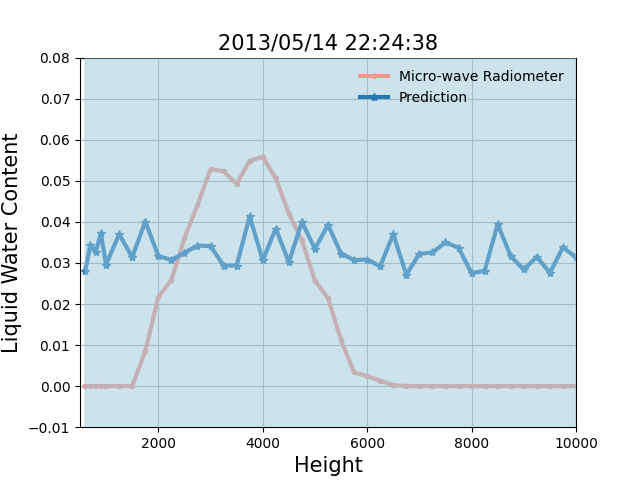 2013/05/14 22:24:38
Micro-wave Radiometer
Prediction
Liquid Water Content
0.08
0.07
0.06
0.05
0.04
0.03
0.02
0.01
0.00
−0.01
2000 4000 6000 8000 10000
Height